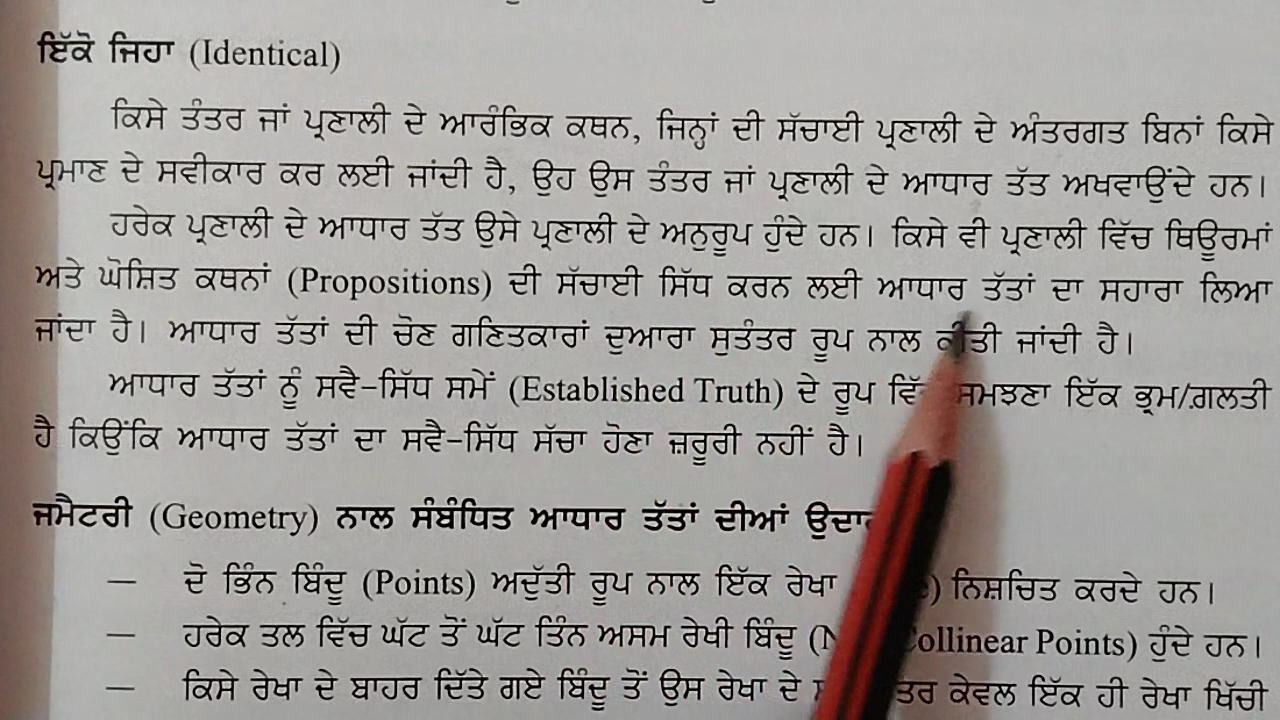 ਇੱਕੋ ਜਿਹਾ (Identical)
ਕਿਸੇ ਤੰਤਰ ਜਾਂ ਪ੍ਰਣਾਲੀ ਦੇ ਆਰੰਭਿਕ ਕਥਨ, ਜਿਨ੍ਹਾਂ ਦੀ ਸੱਚਾਈ ਪ੍ਰਣਾਲੀ ਦੇ ਅੰਤਰਗਤ ਬਿਨਾਂ ਕਿਸੇ
ਪ੍ਰਮਾਣ ਦੇ ਸਵੀਕਾਰ ਕਰ ਲਈ ਜਾਂਦੀ ਹੈ, ਉਹ ਉਸ ਤੰਤਰ ਜਾਂ ਪ੍ਰਣਾਲੀ ਦੇ ਆਧਾਰ ਤੱਤ ਅਖਵਾਉਂਦੇ ਹਨ।
ਹਰੇਕ ਪ੍ਰਣਾਲੀ ਦੇ ਆਧਾਰ ਤੱਤ ਉਸੇ ਪ੍ਰਣਾਲੀ ਦੇ ਅਨੁਰੂਪ ਹੁੰਦੇ ਹਨ। ਕਿਸੇ ਵੀ ਪ੍ਰਣਾਲੀ ਵਿੱਚ ਥਿਊਰਮਾਂ
ਅਤੇ ਘੋਸ਼ਿਤ ਕਥਨਾਂ (Propositions) ਦੀ ਸੱਚਾਈ ਸਿੱਧ ਕਰਨ ਲਈ ਆਧਾਰ ਤੱਤਾਂ ਦਾ ਸਹਾਰਾ ਲਿਆ
ਜਾਂਦਾ ਹੈ। ਆਧਾਰ ਤੱਤਾਂ ਦੀ ਚੋਣ ਗਣਿਤਕਾਰਾਂ ਦੁਆਰਾ ਸੁਤੰਤਰ ਰੂਪ ਨਾਲ ਕੀਤੀ ਜਾਂਦੀ ਹੈ।
ਆਧਾਰ ਤੱਤਾਂ ਨੂੰ ਸਵੈ-ਸਿੱਧ ਸਮੇਂ (Established Truth) ਦੇ ਰੂਪ ਸਮਝਣਾ ਇੱਕ ਭ੍ਰਮ/ਗ਼ਲਤੀ
ਹੈ ਕਿਉਂਕਿ ਆਧਾਰ ਤੱਤਾਂ ਦਾ ਸਵੈ-ਸਿੱਧ ਸੱਚਾ ਹੋਣਾ ਜ਼ਰੂਰੀ ਨਹੀਂ ਹੈ।
ਜਮੈਟਰੀ (Geometry) ਨਾਲ ਸੰਬੰਧਿਤ ਆਧਾਰ ਤੱਤਾਂ ਦੀਆਂ
— ਦੋ ਭਿੰਨ ਬਿੰਦੂ (Points) ਅਦੁੱਤੀ ਰੂਪ ਨਾਲ ਇੱਕ ਰੇਖਾ ਨਿਸ਼ਚਿਤ ਕਰਦੇ ਹਨ।
— ਹਰੇਕ ਤਲ ਵਿੱਚ ਘੱਟ ਤੋਂ ਘੱਟ ਤਿੰਨ ਅਸਮ ਰੇਖੀ ਬਿੰਦੂ Points) ਹੁੰਦੇ ਹਨ।
— ਕਿਸੇ ਰੇਖਾ ਦੇ ਬਾਹਰ ਦਿੱਤੇ ਗਏ ਬਿੰਦੂ ਤੋਂ ਉਸ ਰੇਖਾ ਦੇ ਕੇਵਲ ਇੱਕ ਹੀ ਰੇਖਾ ਖਿੱਚੀ